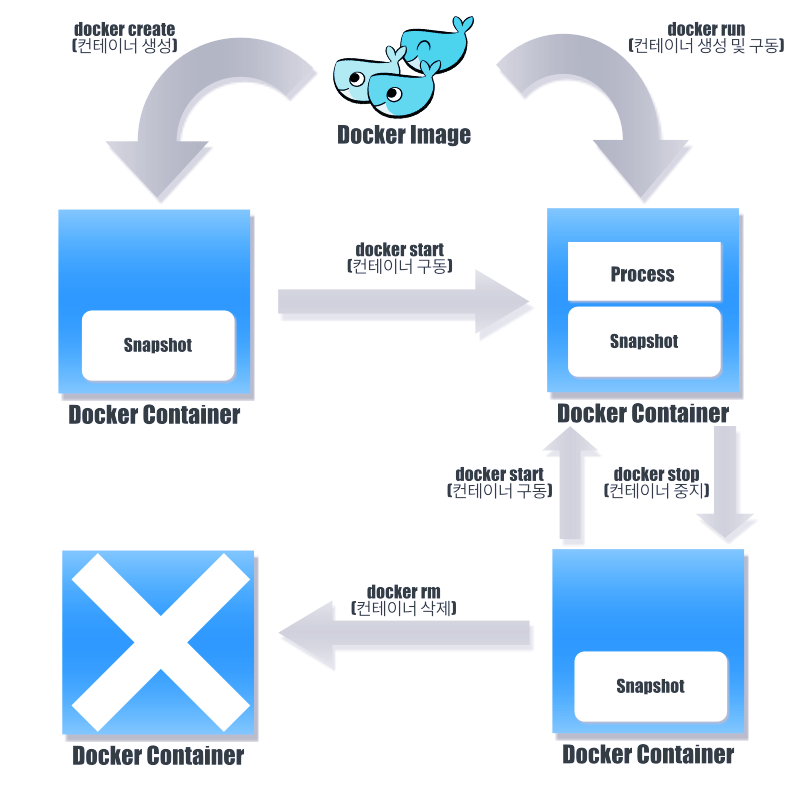 docker create
(컨테이너 생성)
docker run
(컨테이너 생성 및 구동)
Docker Image
docker start
(컨테이너 구동)
Process
Snapshot
Snapshot
Docker Container
Docker Container
docker start
(컨테이너 구동)
docker stop
(컨테이너 중지)
docker rm
(컨테이너 삭제)
Snapshot
Docker Container
Docker Container